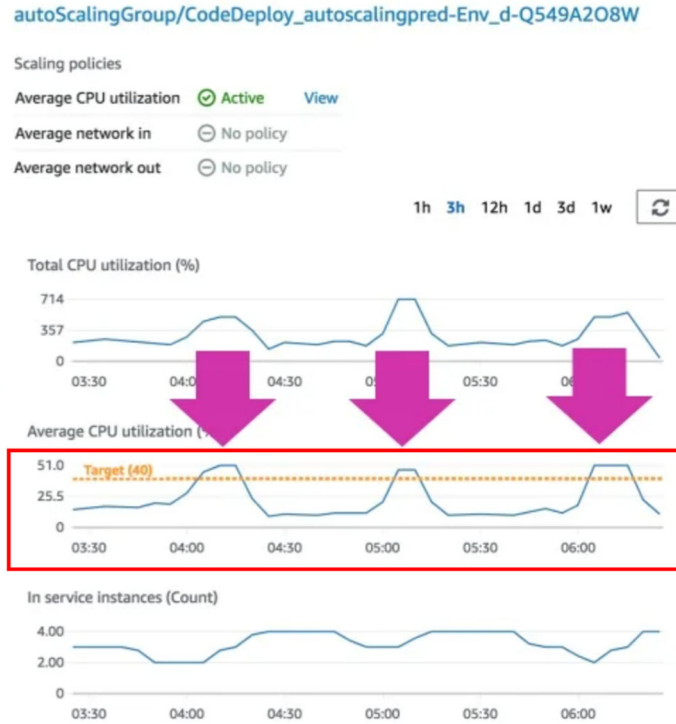 autoScalingGroup/CodeDeploy_autoscalingpred-Env_d-Q549A2O8W
Scaling policies
Average CPU utilization Active View
Average network in No policy
Average network out No policy
1h 3h 12h 1d 3d 1w
Total CPU utilization (%)
714
357
0
03:30 04:0 04:30 05:30
Average CPU utilization (
51.0 Target (40)
25.5
0
03:30 04:00 04:30 05:00 05:30 06:00
In service instances (Count)
4.00
2.00
0
03:30 04:00 04:30 05:00 05:30 06:00